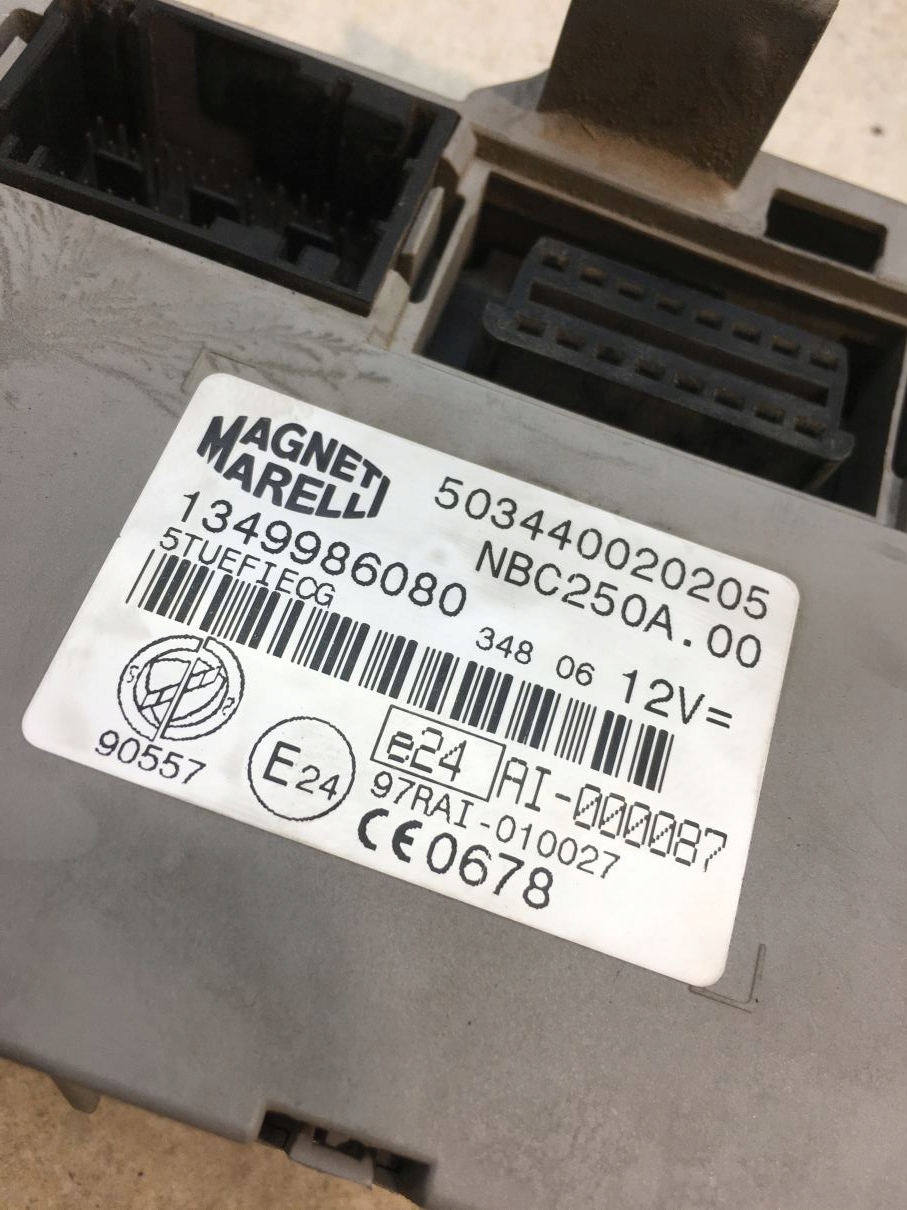 MAGNETI
MARELLI
503440020205
1349986080
NBC250A.00
5TUEFIECG
348 06 12V=
90557
E24
e24 AI-000087
97RAI-010027
CE0678